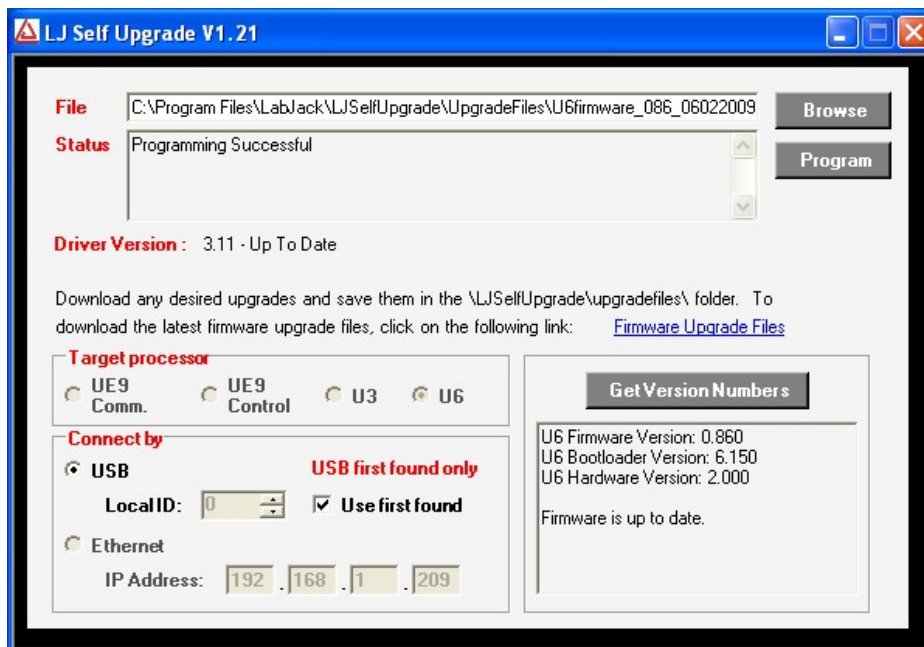 LJ Self Upgrade V1.21
File C:\Program Files\LabJack\LJSelfUpgrade\UpgradeFiles\U6firmware_086_06022009 Browse
Status Programming Successful
Program
Driver Version : 3.11 - Up To Date
Download any desired upgrades and save them in the \LJSelfUpgrade\upgradefiles\ folder. To
download the latest firmware upgrade files, click on the following link: Firmware Upgrade Files
Target processor
UE9 Comm.
UE9 Control
U3
U6
Connect by
USB USB first found only
Local ID: 0 Use first found
Ethernet
IP Address: 192 . 168 . 1 . 209
Get Version Numbers
U6 Firmware Version: 0.860
U6 Bootloader Version: 6.150
U6 Hardware Version: 2.000
Firmware is up to date.